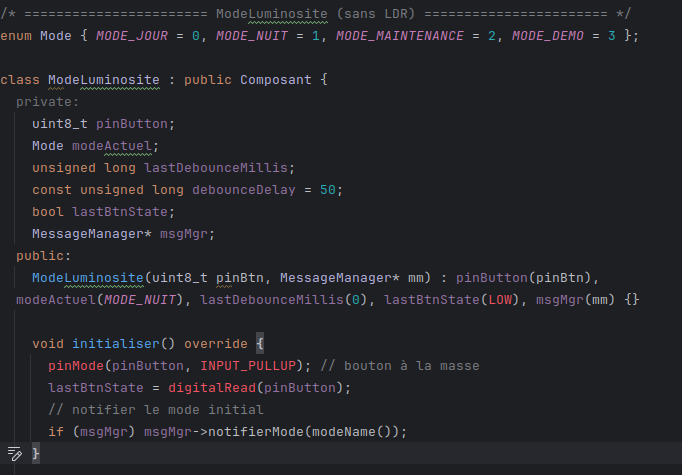 /* ======================= ModeLuminosite (sans LDR) ======================= */
enum Mode { MODE_JOUR = 0, MODE_NUIT = 1, MODE_MAINTENANCE = 2, MODE_DEMO = 3 };
class ModeLuminosite : public Composant {
private:
uint8_t pinButton;
Mode modeActuel;
unsigned long lastDebounceMillis;
const unsigned long debounceDelay = 50;
bool lastBtnState;
MessageManager* msgMgr;
public:
ModeLuminosite(uint8_t pinBtn, MessageManager* mm) : pinButton(pinBtn),
modeActuel(MODE_NUIT), lastDebounceMillis(0), lastBtnState(LOW), msgMgr(mm) {}
void initialiser() override {
pinMode(pinButton, INPUT_PULLUP); // bouton à la masse
lastBtnState = digitalRead(pinButton);
// notifier le mode initial
if (msgMgr) msgMgr->notifierMode(modeName());
}